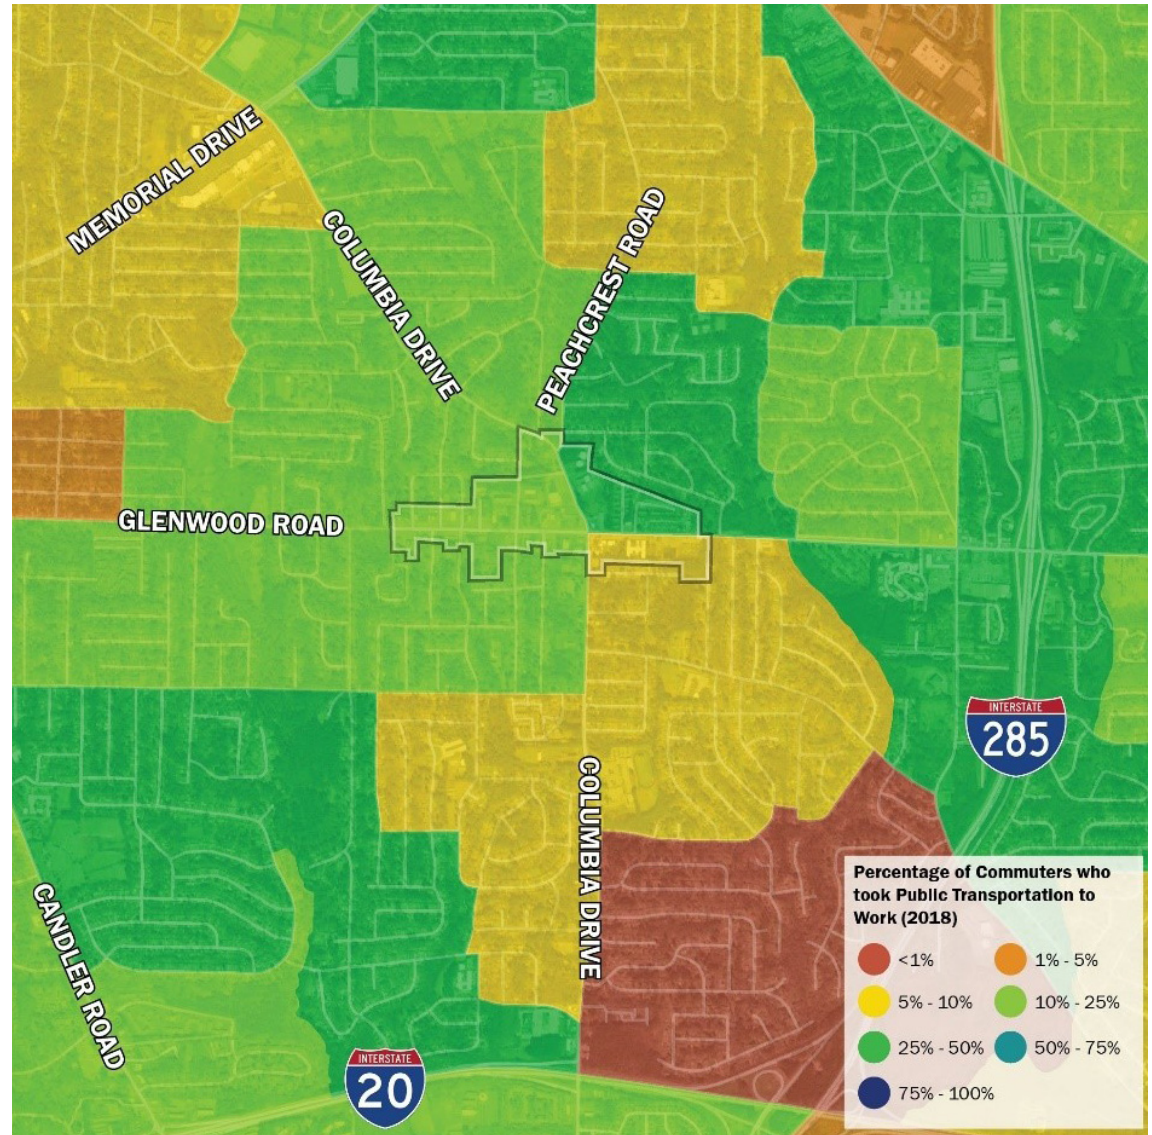 MEMORIAL DRIVE
COLUMBIA DRIVE
PEACHCREST ROAD
GLENWOOD ROAD
INTERSTATE
285
COLUMBIA DRIVE
CANDLER ROAD
INTERSTATE
20
Percentage of Commuters who
took Public Transportation to
Work (2018)
<1% 1% - 5%
5% - 10% 10% - 25%
25% - 50% 50% - 75%
75% - 100%